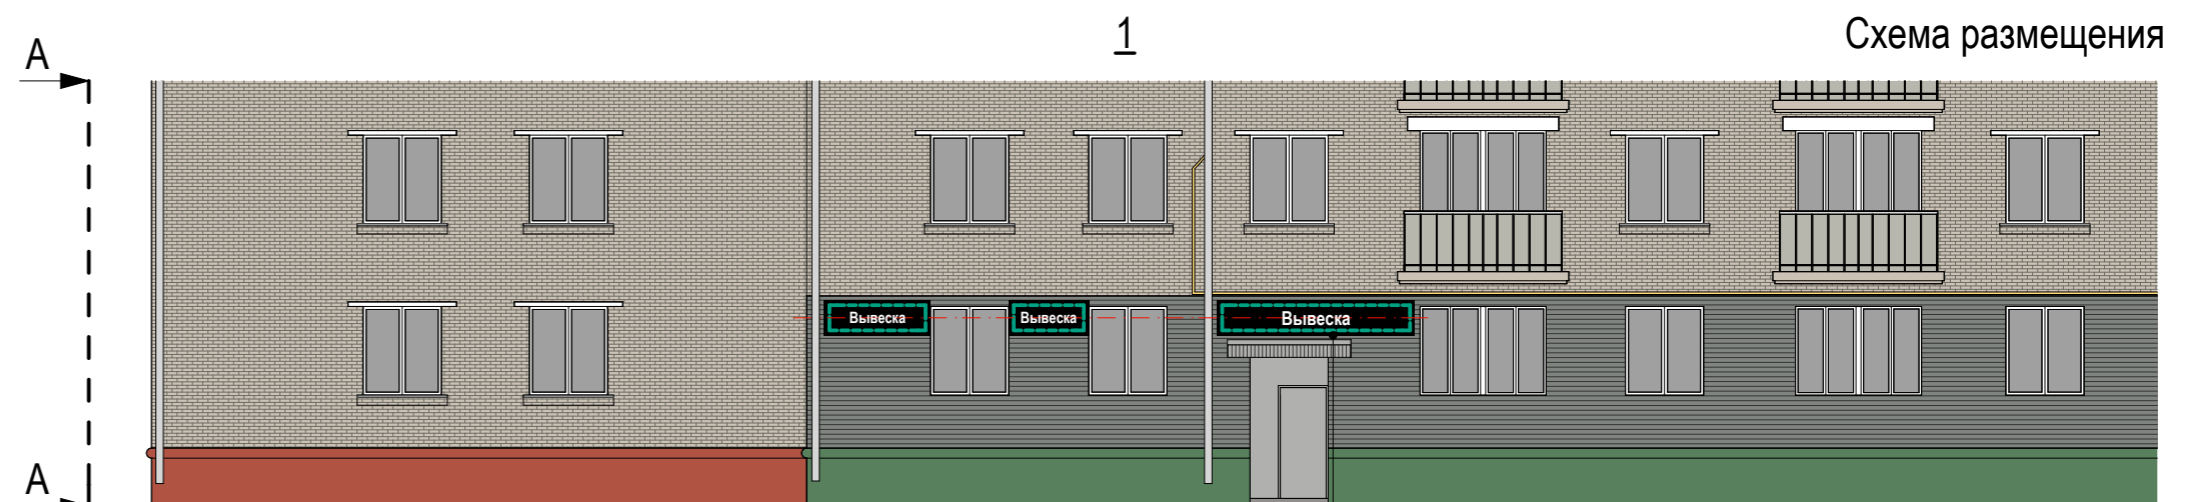 1
Схема размещения
А
Вывеска
Вывеска
Вывеска
А